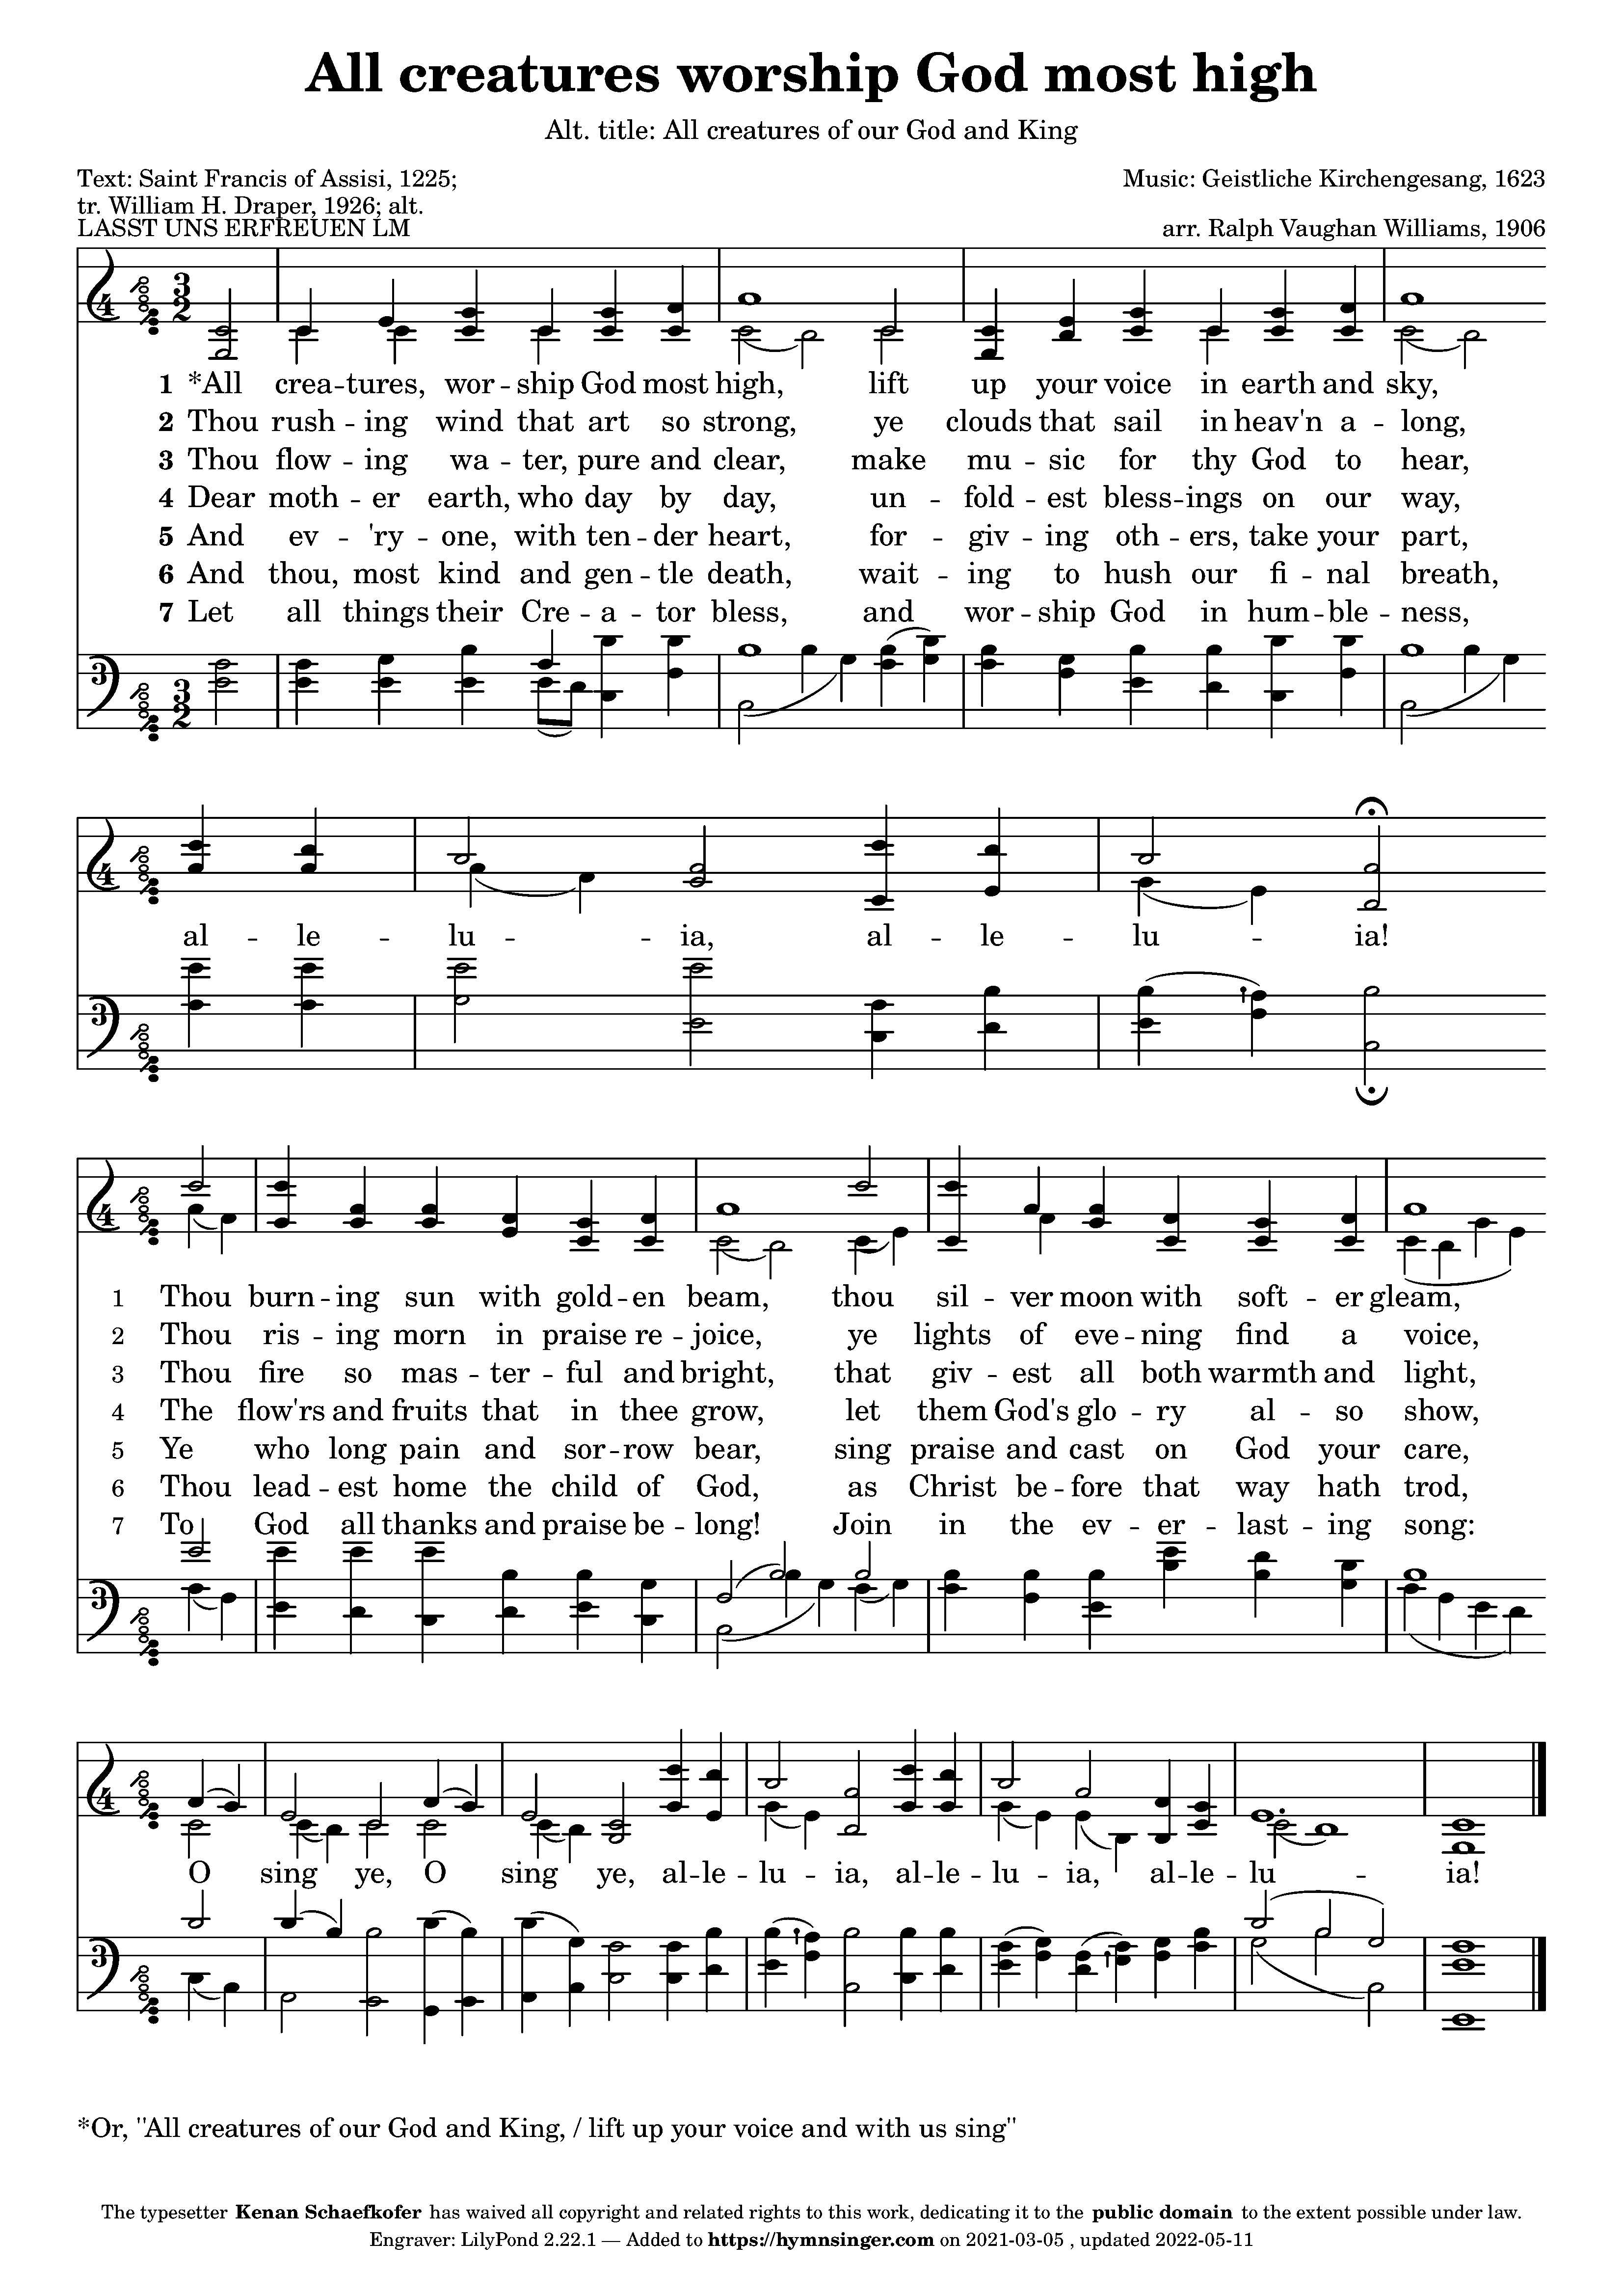 All creatures worship God most high
Alt. title: All creatures of our God and King
Text: Saint Francis of Assisi, 1225;
Music: Geistliche Kirchengesang, 1623
tr. William H. Draper, 1926; alt.
LASST UNS ERFREUEN LM
arr. Ralph Vaughan Williams, 1906
1 *All crea -- tures, wor -- ship God most high, lift up your voice in earth and sky,
2 Thou rush -- ing wind that art so strong, ye clouds that sail in heav'n a -- long,
3 Thou flow -- ing wa -- ter, pure and clear, make mu -- sic for thy God to hear,
4 Dear moth -- er earth, who day by day, un -- fold -- est bless -- ings on our way,
5 And ev -- 'ry -- one, with ten -- der heart, for -- giv -- ing oth -- ers, take your part,
6 And thou, most kind and gen -- tle death, wait -- ing to hush our fi -- nal breath,
7 Let all things their Cre -- a -- tor bless, and wor -- ship God in hum -- ble -- ness,
al -- le -- lu -- ia, al -- le -- lu -- ia!
1 Thou burn -- ing sun with gold -- en beam, thou sil -- ver moon with soft -- er gleam,
2 Thou ris -- ing morn in praise re -- joice, ye lights of eve -- ning find a voice,
3 Thou fire so mas -- ter -- ful and bright, that giv -- est all both warmth and light,
4 The flow'rs and fruits that in thee grow, let them God's glo -- ry al -- so show,
5 Ye who long pain and sor -- row bear, sing praise and cast on God your care,
6 Thou lead -- est home the child of God, as Christ be -- fore that way hath trod,
7 To God all thanks and praise be -- long! Join in the ev -- er -- last -- ing song:
O sing ye, O sing ye, al -- le -- lu -- ia, al -- le -- lu -- ia, al -- le -- lu -- ia!
*Or, "All creatures of our God and King, / lift up your voice and with us sing"
The typesetter Kenan Schaefkofer has waived all copyright and related rights to this work, dedicating it to the public domain to the extent possible under law.
Engraver: LilyPond 2.22.1 — Added to https://hymnsinger.com on 2021-03-05 , updated 2022-05-11